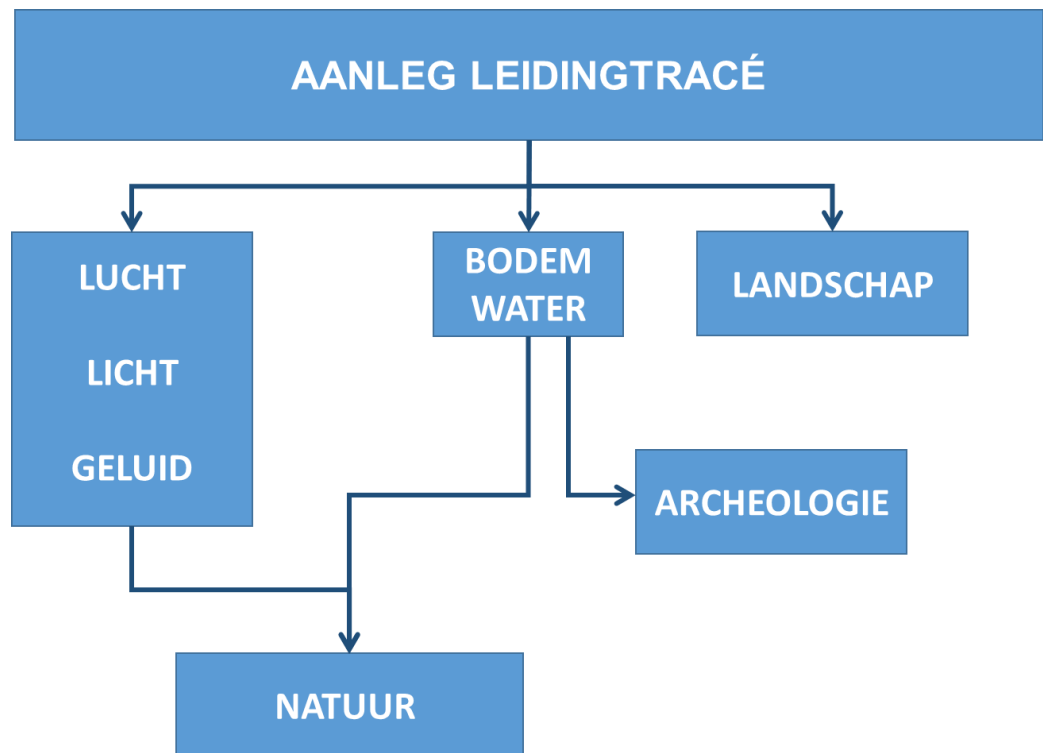 AANLEG LEIDINGTRACÉ
LUCHT
LICHT
GELUID
BODEM
WATER
LANDSCHAP
ARCHEOLOGIE
NATUUR